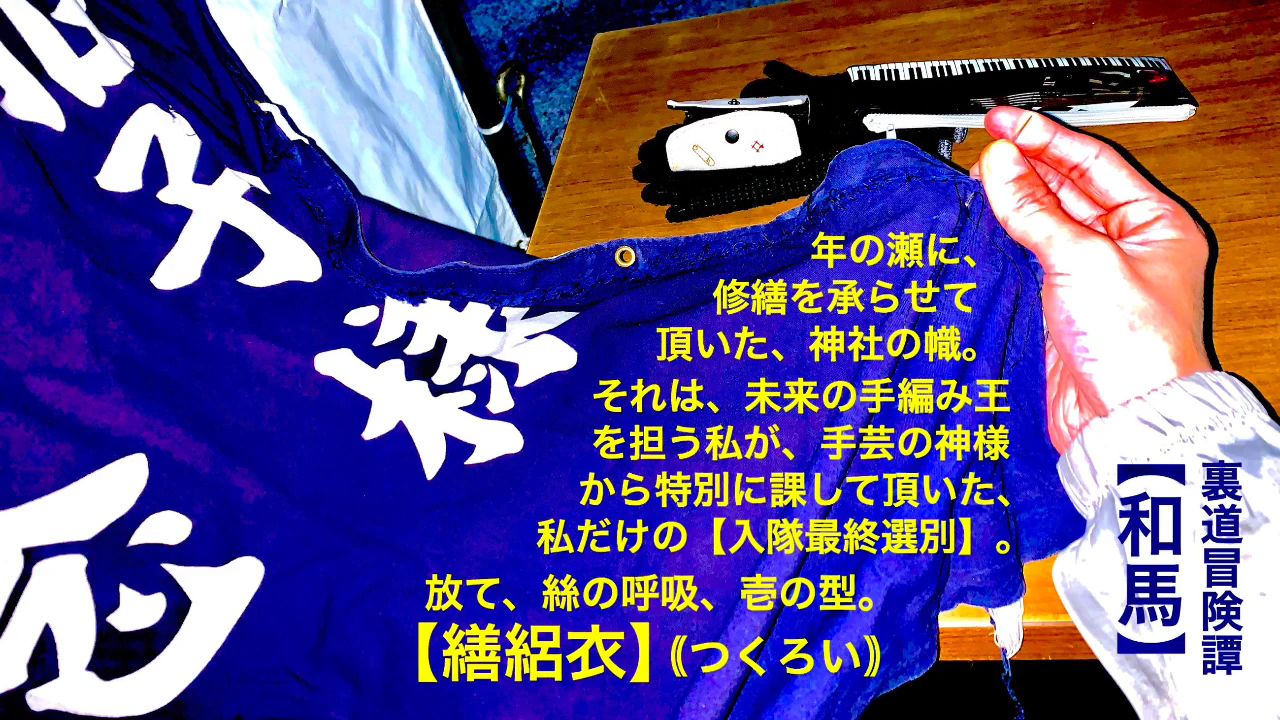 年の瀬に、
修繕を承らせて
頂いた、神社の幟。
それは、未来の手編み王
を担う私が、手芸の神様
から特別に課して頂いた、
私だけの【入隊最終選別】。
放て、絲の呼吸、壱の型。
【繕絽衣】⦅つくろい⦆
裏道冒険譚
【和馬】
子様